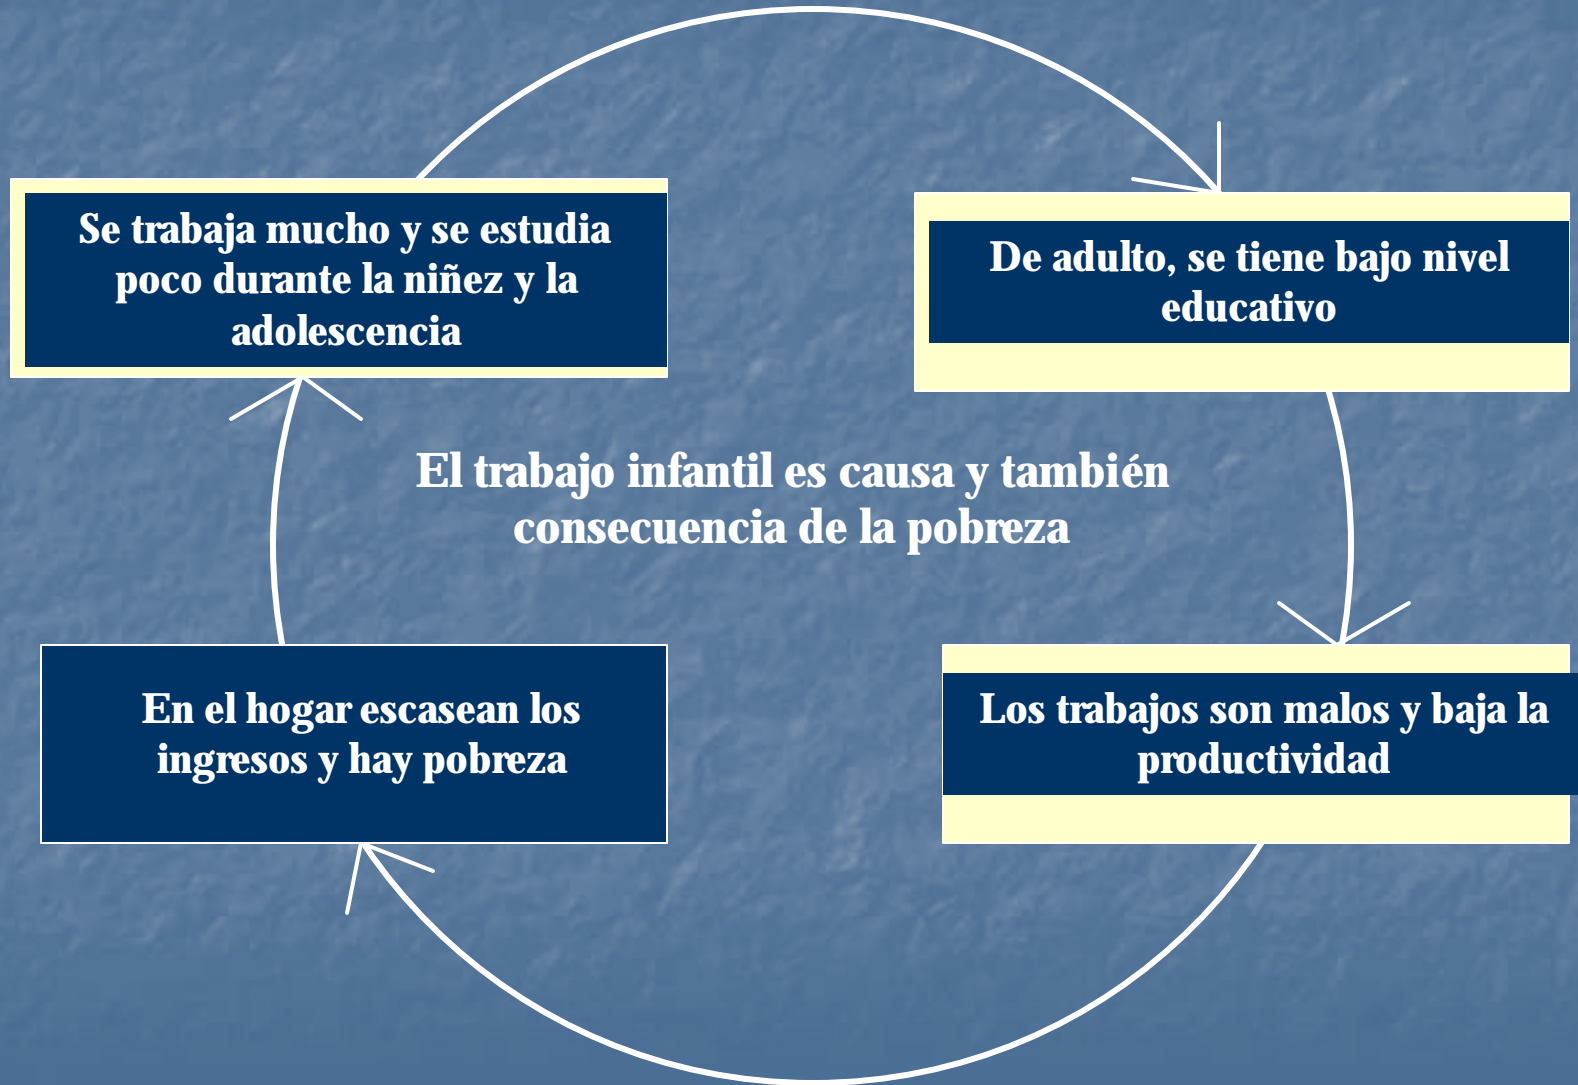 Se trabaja mucho y se estudia
poco durante la niñez y la
adolescencia
De adulto, se tiene bajo nivel
educativo
El trabajo infantil es causa y también
consecuencia de la pobreza
En el hogar escasean los
ingresos y hay pobreza
Los trabajos son malos y baja la
productividad